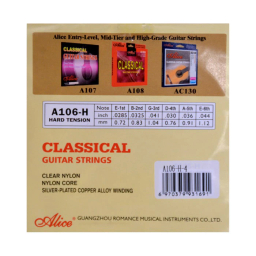 Alice Entry-Level, Mid-Tier and High-Grade Guitar Strings
CLASSICAL
A107 A108 AC130
A106-H
HARD TENSION
Note E-1st B-2nd G-3rd D-4th A-5th E-6th
inch .0285 .0325 .041 .030 .036 .044
mm 0.72 0.83 1.04 0.76 0.91 1.12
CLASSICAL
GUITAR STRINGS
CLEAR NYLON
NYLON CORE
SILVER-PLATED COPPER ALLOY WINDING
A106-H-4
6970579951691
Alice
GUANGZHOU ROMANCE MUSICAL INSTRUMENTS CO.,LTD.